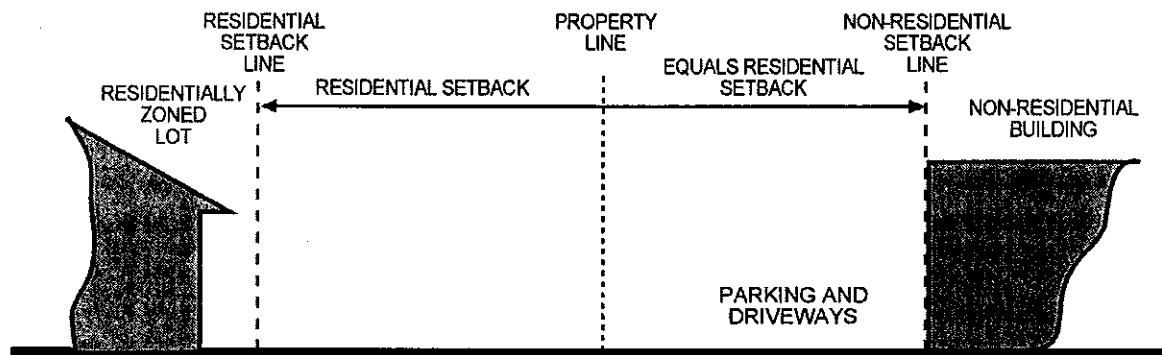 RESIDENTIAL
SETBACK
LINE
PROPERTY
LINE
NON-RESIDENTIAL
SETBACK
LINE
RESIDENTIALLY
ZONED
LOT
RESIDENTIAL SETBACK
EQUALS RESIDENTIAL
SETBACK
NON-RESIDENTIAL
BUILDING
PARKING AND
DRIVEWAYS